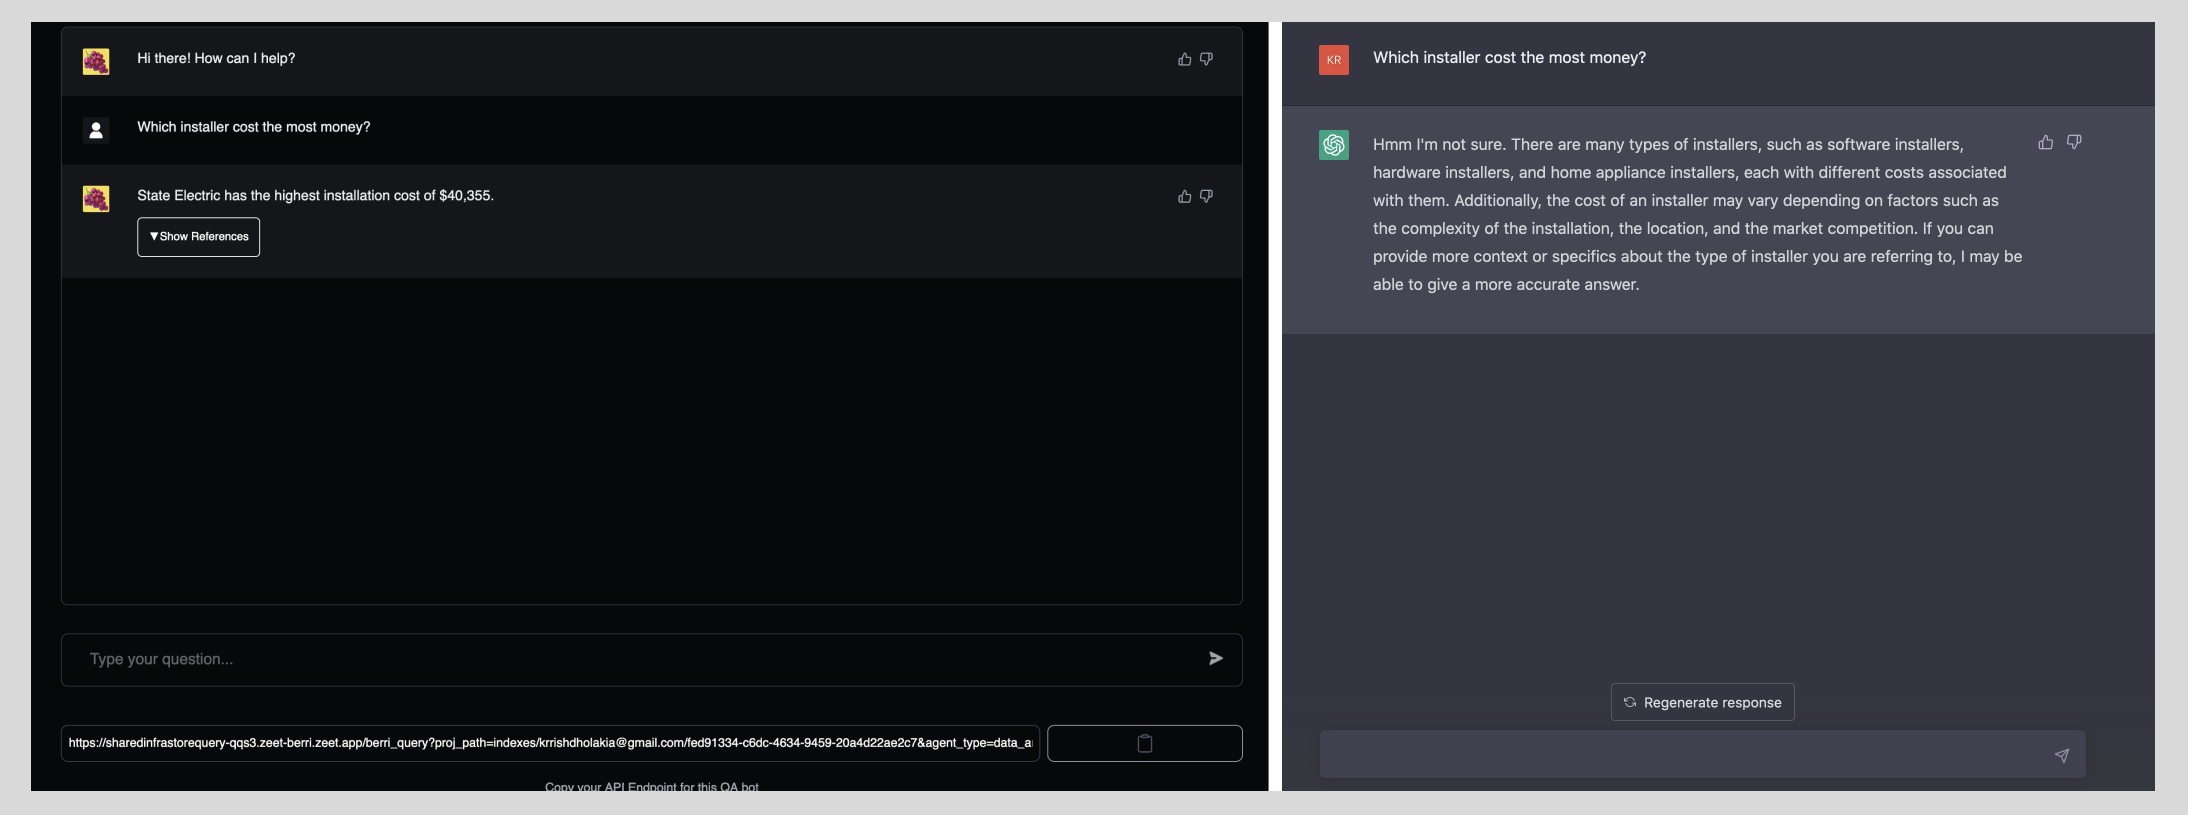 Hi there! How can I help?
Which installer cost the most money?
State Electric has the highest installation cost of $40,355.
▼Show References
Type your question...
https://sharedinfrastorequery-qqs3.zeet-berri.zeet.app/berri_query?proj_path=indexes/krrishdholakia@gmail.com/fed91334-c6dc-4634-9459-20a4d22ae2c7&agent_type=data_a
Copy your API Endpoint for this QA bot
KR
Which installer cost the most money?
Hmm I'm not sure. There are many types of installers, such as software installers,
hardware installers, and home appliance installers, each with different costs associated
with them. Additionally, the cost of an installer may vary depending on factors such as
the complexity of the installation, the location, and the market competition. If you can
provide more context or specifics about the type of installer you are referring to, I may be
able to give a more accurate answer.
Regenerate response